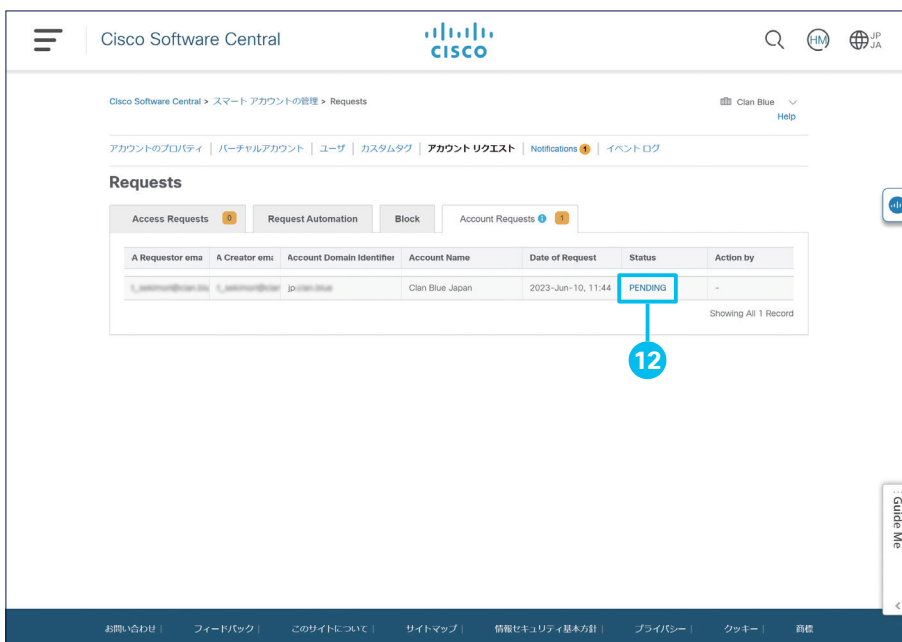 Cisco Software Central
CISCO
HM
JP
JA
Cisco Software Central > スマート アカウントの管理 > Requests
Clan Blue
Help
アカウントのプロパティ | バーチャルアカウント | ユーザ | カスタムタグ | アカウント リクエスト | Notifications 1 | イベント ログ
Requests
Access Requests 0 Request Automation Block Account Requests 1
A Requestor ema A Creator ema Account Domain Identifier Account Name Date of Request Status Action by
jp. Clan Blue Japan 2023-Jun-10, 11:44 PENDING -
Showing All 1 Record
12
Guide Me
お問い合わせ | フィードバック | このサイトについて | サイトマップ | 情報セキュリティ基本方針 | プライバシー | クッキー | 商標